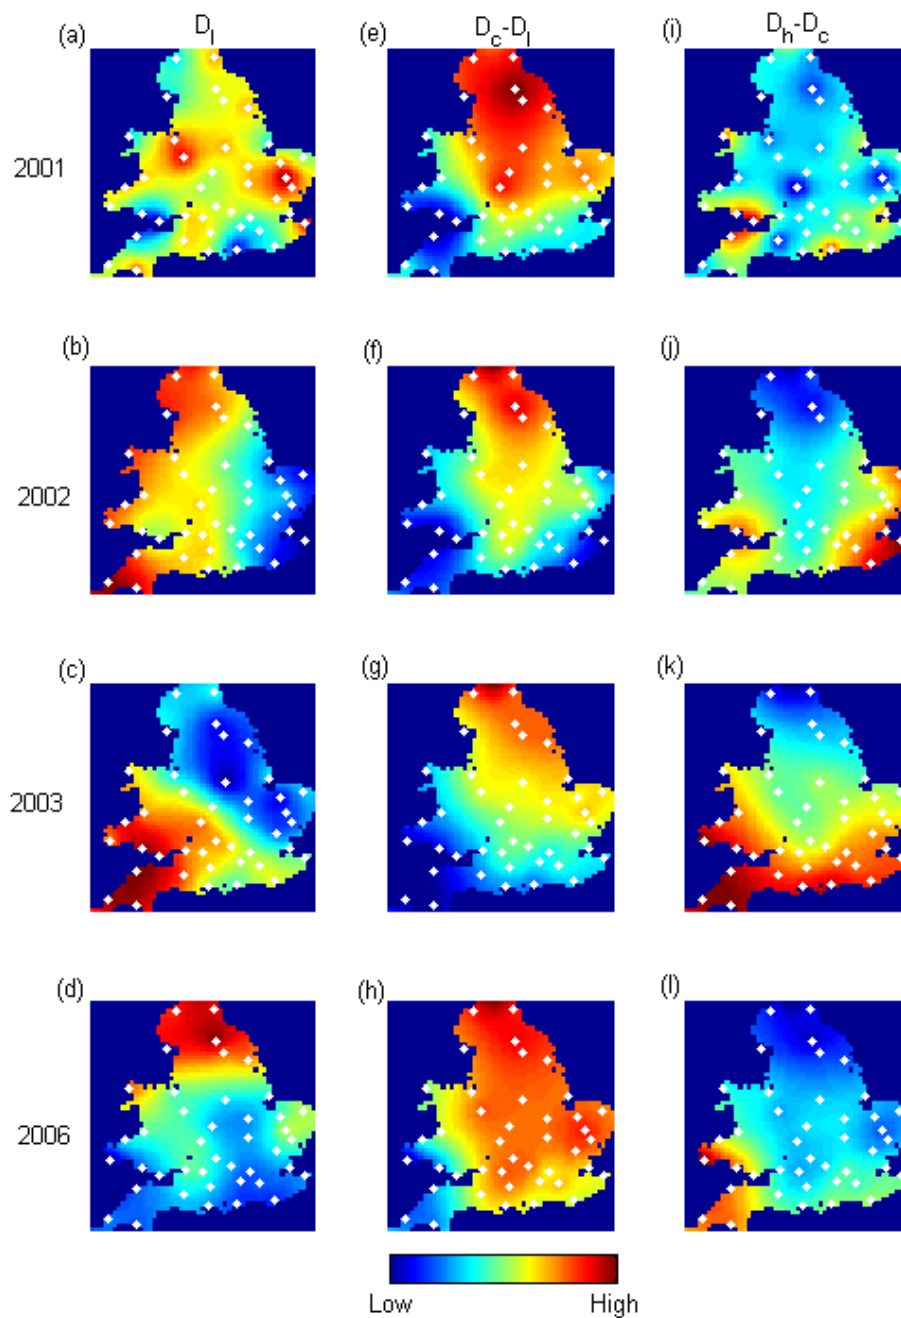 D_l D_c-D_l D_h-D_c
(a) (e) (i)
2001
(b) (f) (j)
2002
(c) (g) (k)
2003
(d) (h) (l)
2006
Low High